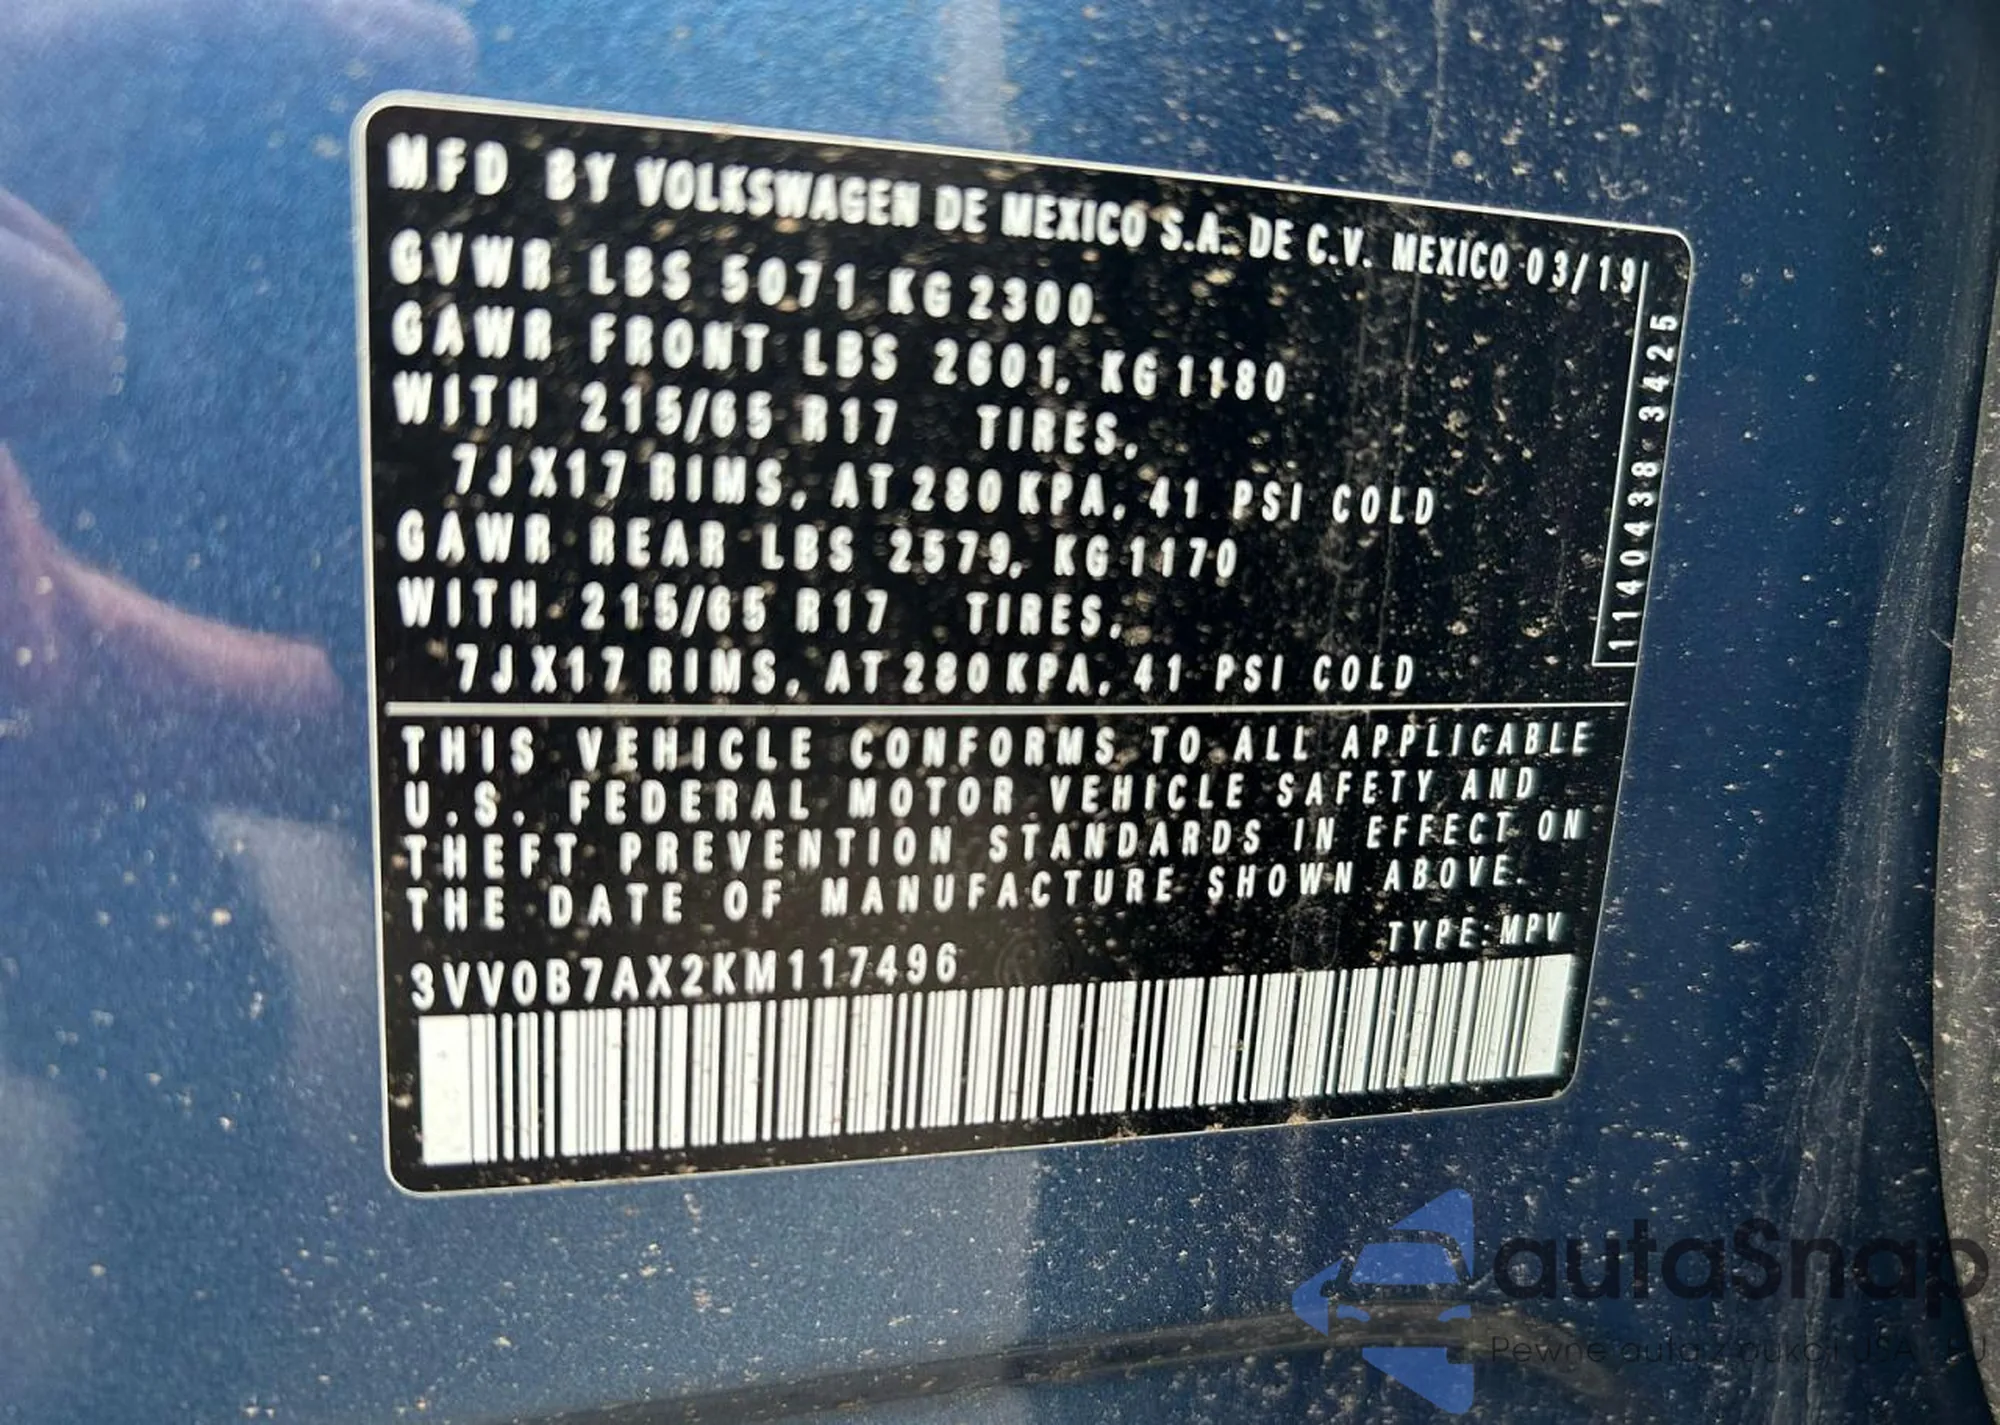 MFD BY VOLKSWAGEN DE MEXICO S.A. DE C.V. MEXICO 03/19
GVWR LBS 5071 KG 2300
GAWR FRONT LBS 2601, KG 1180
WITH 215/65 R17 TIRES,
7JX17 RIMS, AT 280 KPA, 41 PSI COLD
GAWR REAR LBS 2579, KG 1170
WITH 215/65 R17 TIRES,
7JX17 RIMS, AT 280 KPA, 41 PSI COLD
1140438 3425
THIS VEHICLE CONFORMS TO ALL APPLICABLE
U.S. FEDERAL MOTOR VEHICLE SAFETY AND
THEFT PREVENTION STANDARDS IN EFFECT ON
THE DATE OF MANUFACTURE SHOWN ABOVE.
TYPE: MPV
3VV0B7AX2KM117496
autaSnap
Pewne auta z aukcji USA